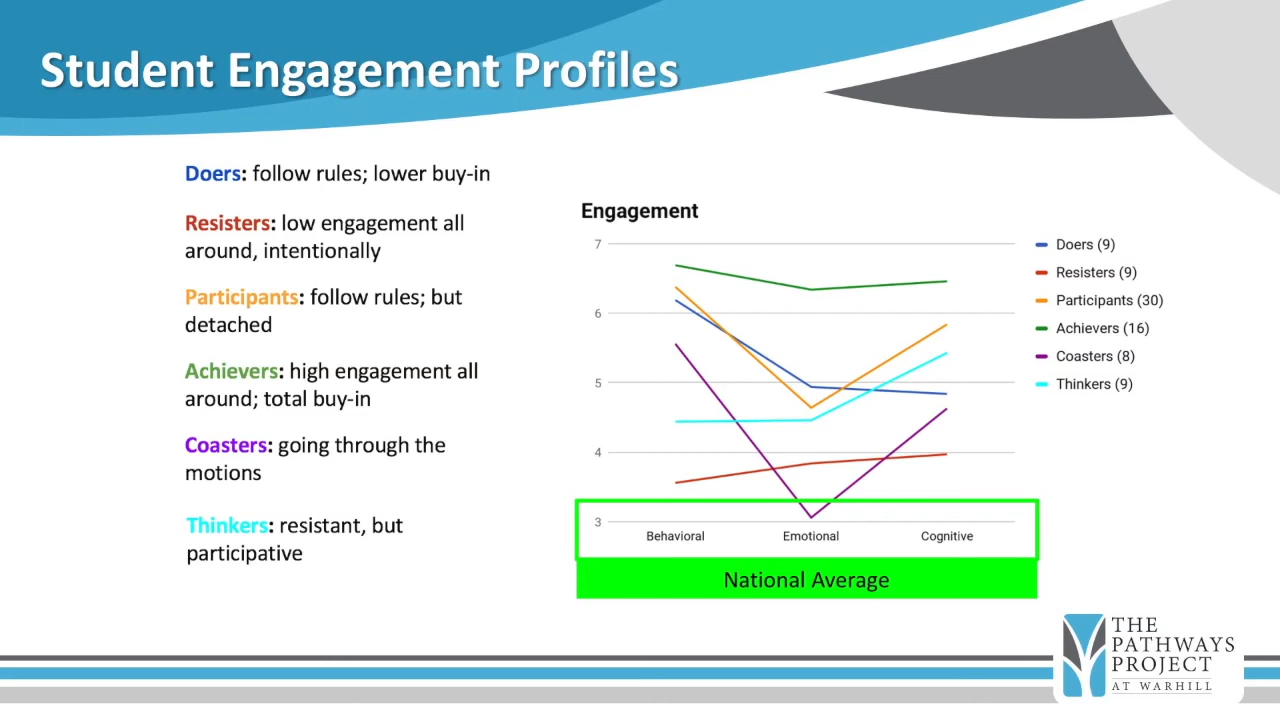 Student Engagement Profiles
Doers: follow rules; lower buy-in
Resisters: low engagement all
around, intentionally
Participants: follow rules; but
detached
Achievers: high engagement all
around; total buy-in
Coasters: going through the
motions
Thinkers: resistant, but
participative
Engagement
7
6
5
4
3
Behavioral Emotional Cognitive
Doers (9)
Resisters (9)
Participants (30)
Achievers (16)
Coasters (8)
Thinkers (9)
National Average
THE
PATHWAYS
PROJECT
AT WARHILL